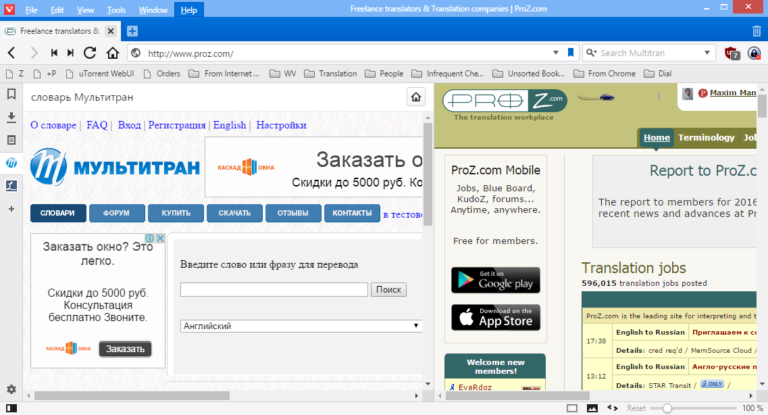 File Edit View Tools Window Help
Freelance translators & Translation companies | ProZ.com
Freelance translators &
http://www.proz.com/
Search Multitran
7
Z
+P
uTorrent WebUI
Orders
From Internet ...
WV
Translation
People
Infrequent Che...
Unsorted Book...
From Chrome
Dial
словарь Мультитран
О словаре | FAQ | Вход | Регистрация | English | Настройки
МУЛЬТИТРАН
КАСКАД ОКНА
Заказать о
Скидки до 5000 руб. Ко
СЛОВАРИ
ФОРУМ
КУПИТЬ
СКАЧАТЬ
ОТЗЫВЫ
КОНТАКТЫ
в тестово
Заказать окно? Это
легко.
Скидки до 5000 руб.
Консультация
бесплатно Звоните.
КАСКАД ОКНА
Заказать
Введите слово или фразу для перевода
Поиск
Английский
PROZ.com
The translation workplace
Maxim Man
Home
Terminology
Jo
ProZ.com Mobile
Jobs, Blue Board,
KudoZ, forums...
Anytime, anywhere.
Free for members.
Get it on
Google play
Download on the
App Store
Welcome new
members!
EvaRdgz
Report to ProZ.c
The report to members for 2016
recent news and advances at Pr
Translation jobs
596,015 translation jobs posted
ProZ.com is the leading site for interpreting and t
17:38
English to Russian
Приглашаем к со
Details: cred req'd / MemSource Cloud /
13:12
English to Russian
Англо-русские п
Details: STAR Transit / ONLY /
Reset
100 %